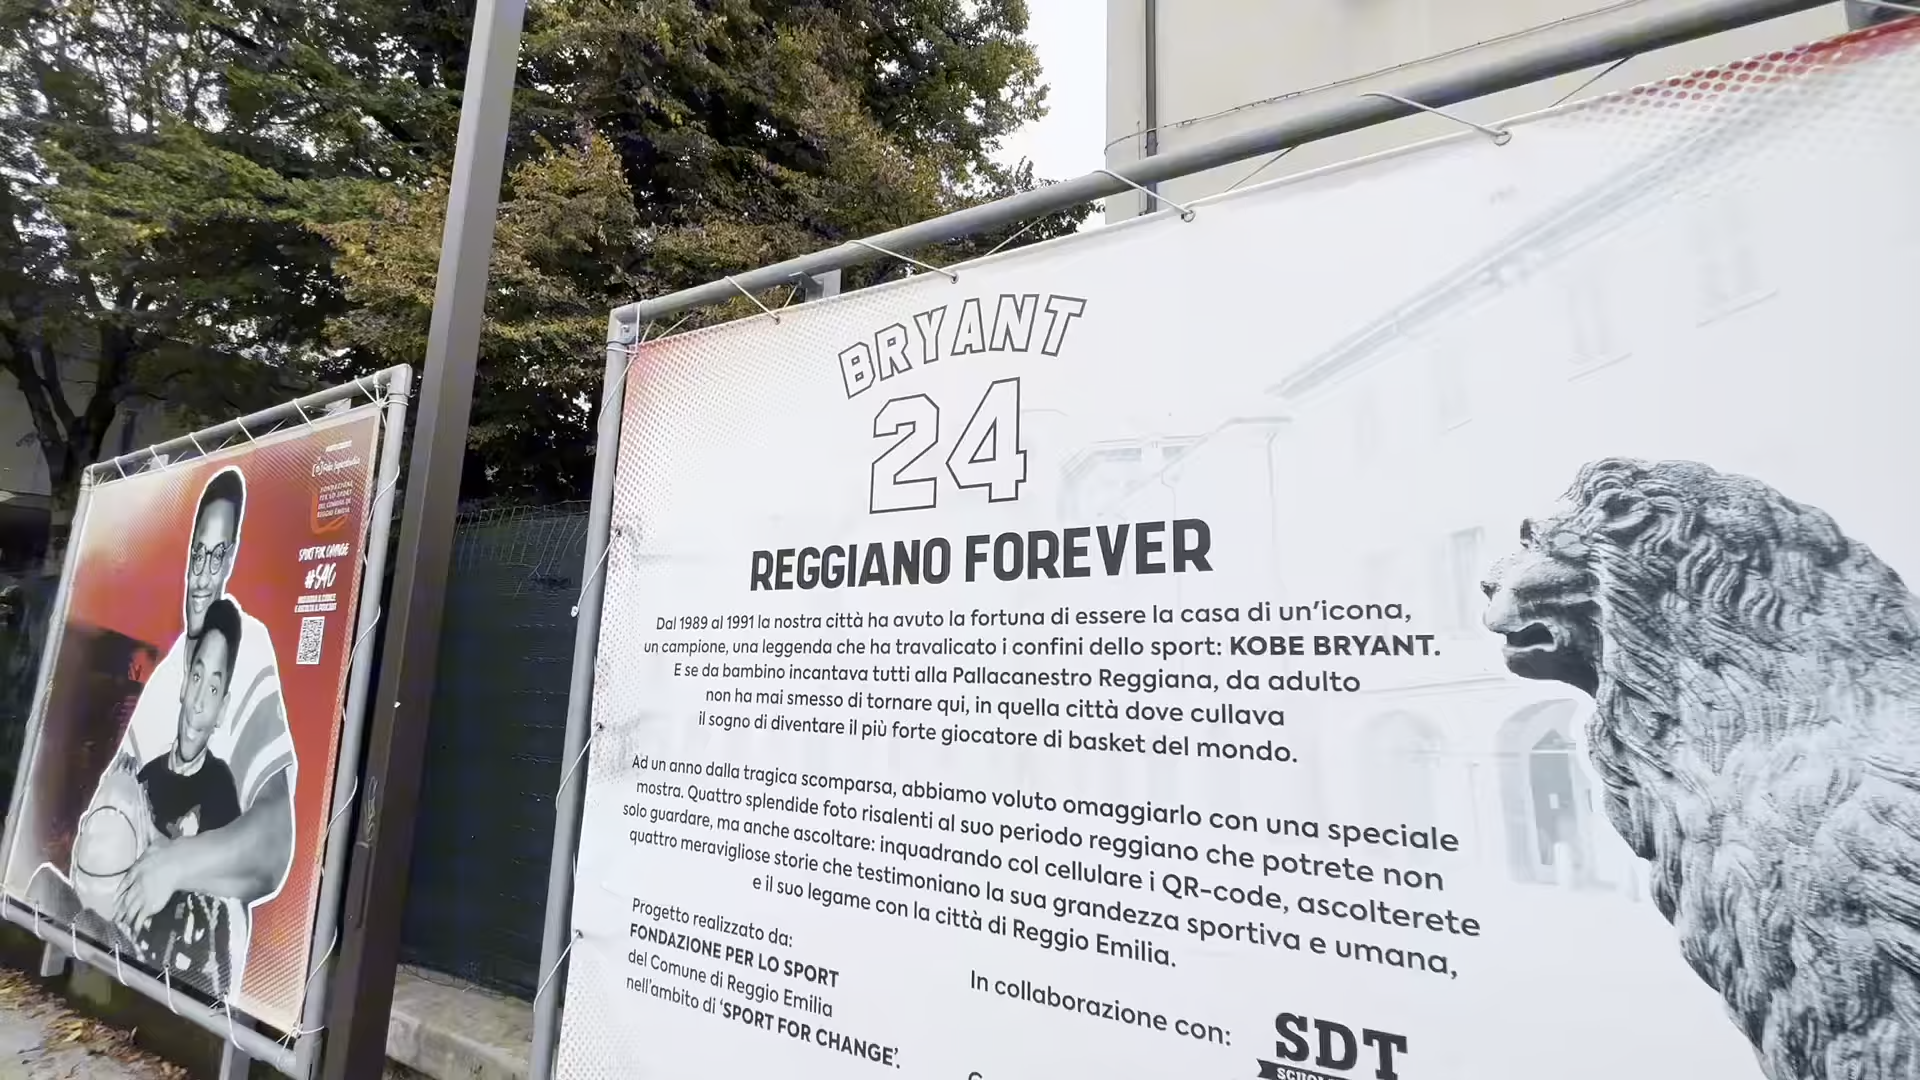 SPORT FOR CHANGE
#S4C
BRYANT
24
REGGIANO FOREVER
Dal 1989 al 1991 la nostra città ha avuto la fortuna di essere la casa di un'icona,
un campione, una leggenda che ha travalicato i confini dello sport: KOBE BRYANT.
E se da bambino incantava tutti alla Pallacanestro Reggiana, da adulto
non ha mai smesso di tornare qui, in quella città dove cullava
il sogno di diventare il più forte giocatore di basket del mondo.
Ad un anno dalla tragica scomparsa, abbiamo voluto omaggiarlo con una speciale
mostra. Quattro splendide foto risalenti al suo periodo reggiano che potrete non
solo guardare, ma anche ascoltare: inquadrando col cellulare i QR-code, ascolterete
quattro meravigliose storie che testimoniano la sua grandezza sportiva e umana,
e il suo legame con la città di Reggio Emilia.
Progetto realizzato da:
FONDAZIONE PER LO SPORT
del Comune di Reggio Emilia
nell'ambito di 'SPORT FOR CHANGE'.
In collaborazione con:
SDT